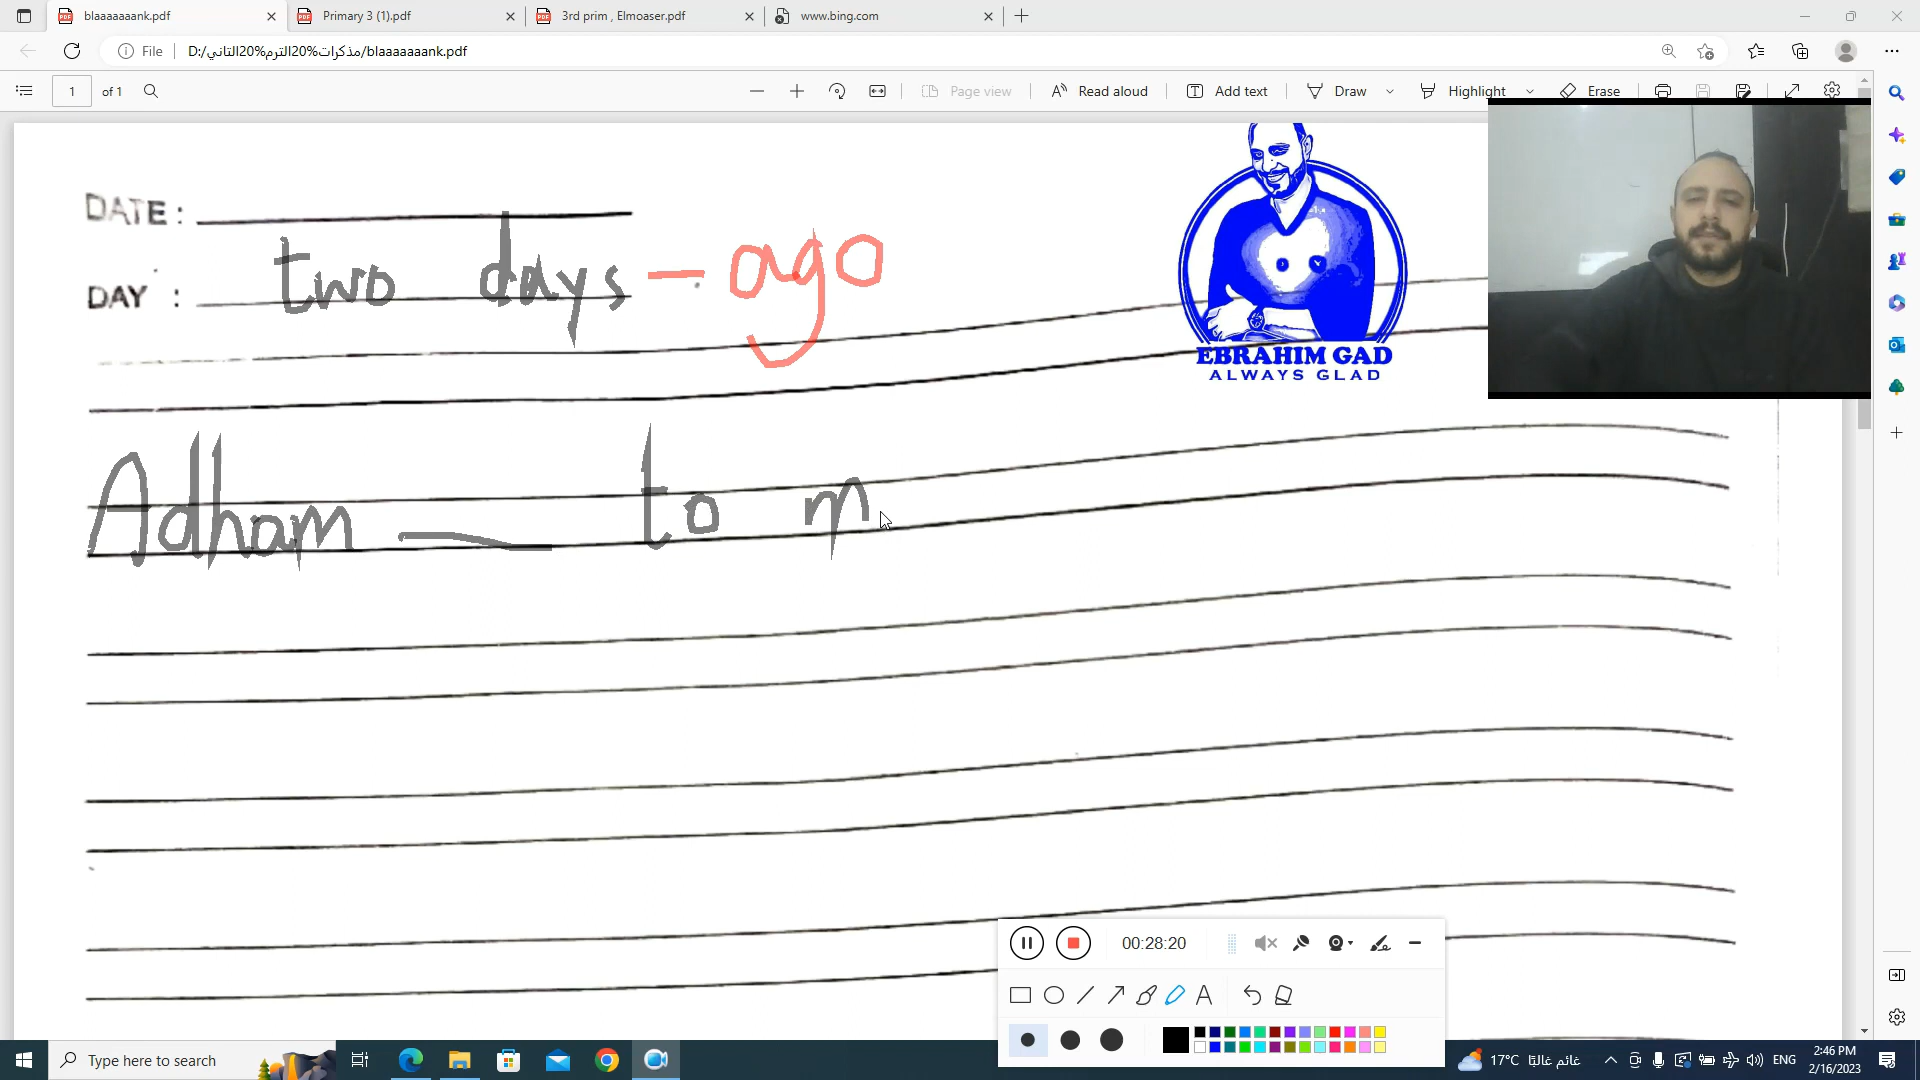 blaaaaaaank.pdf
Primary 3 (1).pdf
3rd prim , Elmoaser.pdf
www.bing.com
File
D:/مذكرات%20الترم%20التاني/blaaaaaaank.pdf
1 of 1
Page view
Read aloud
Add text
Draw
Highlight
Erase
DATE :
DAY : two days - ago
EBRAHIM GAD
ALWAYS GLAD
Adham ___ to m
00:28:20
A
Type here to search
17°C غائم غالبًا
ENG
2:46 PM
2/16/2023